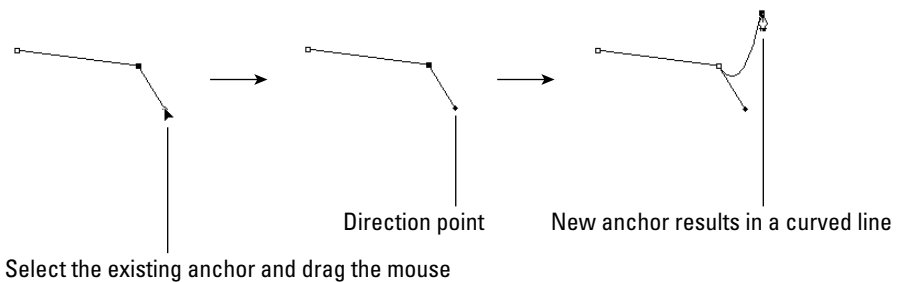 Direction point
New anchor results in a curved line
Select the existing anchor and drag the mouse